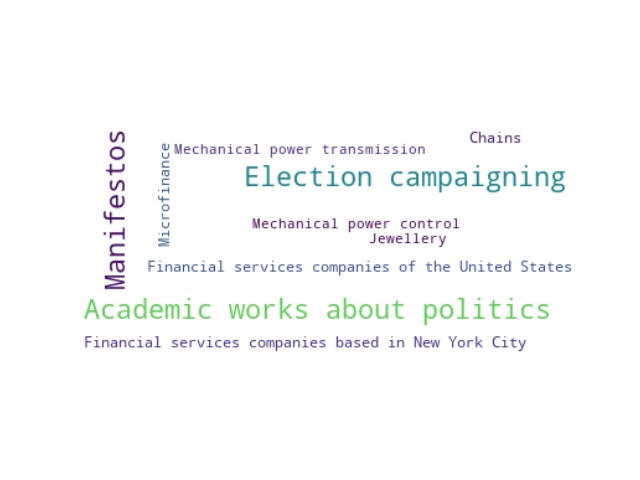 Manifestos
Microfinance
Chains
Mechanical power transmission
Election campaigning
Mechanical power control
Jewellery
Financial services companies of the United States
Academic works about politics
Financial services companies based in New York City